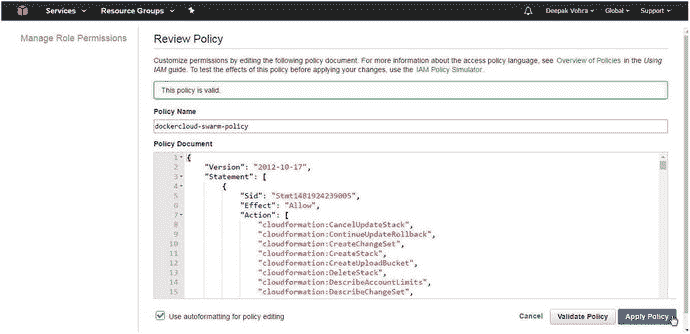 Services Resource Groups Deepak Vohra Global Support
Manage Role Permissions
Review Policy
Customize permissions by editing the following policy document. For more information about the access policy language, see Overview of Policies in the Using
IAM guide. To test the effects of this policy before applying your changes, use the IAM Policy Simulator.
This policy is valid.
Policy Name
dockercloud-swarm-policy
Policy Document
1 {
2 "Version": "2012-10-17",
3 "Statement": [
4 {
5 "Sid": "Stmt1481924239005",
6 "Effect": "Allow",
7 "Action": [
8 "cloudformation:CancelUpdateStack",
9 "cloudformation:ContinueUpdateRollback",
10 "cloudformation:CreateChangeSet",
11 "cloudformation:CreateStack",
12 "cloudformation:CreateUploadBucket",
13 "cloudformation:DeleteStack",
14 "cloudformation:DescribeAccountLimits",
15 "cloudformation:DescribeChangeSet",
Use autoformatting for policy editing Cancel Validate Policy Apply Policy